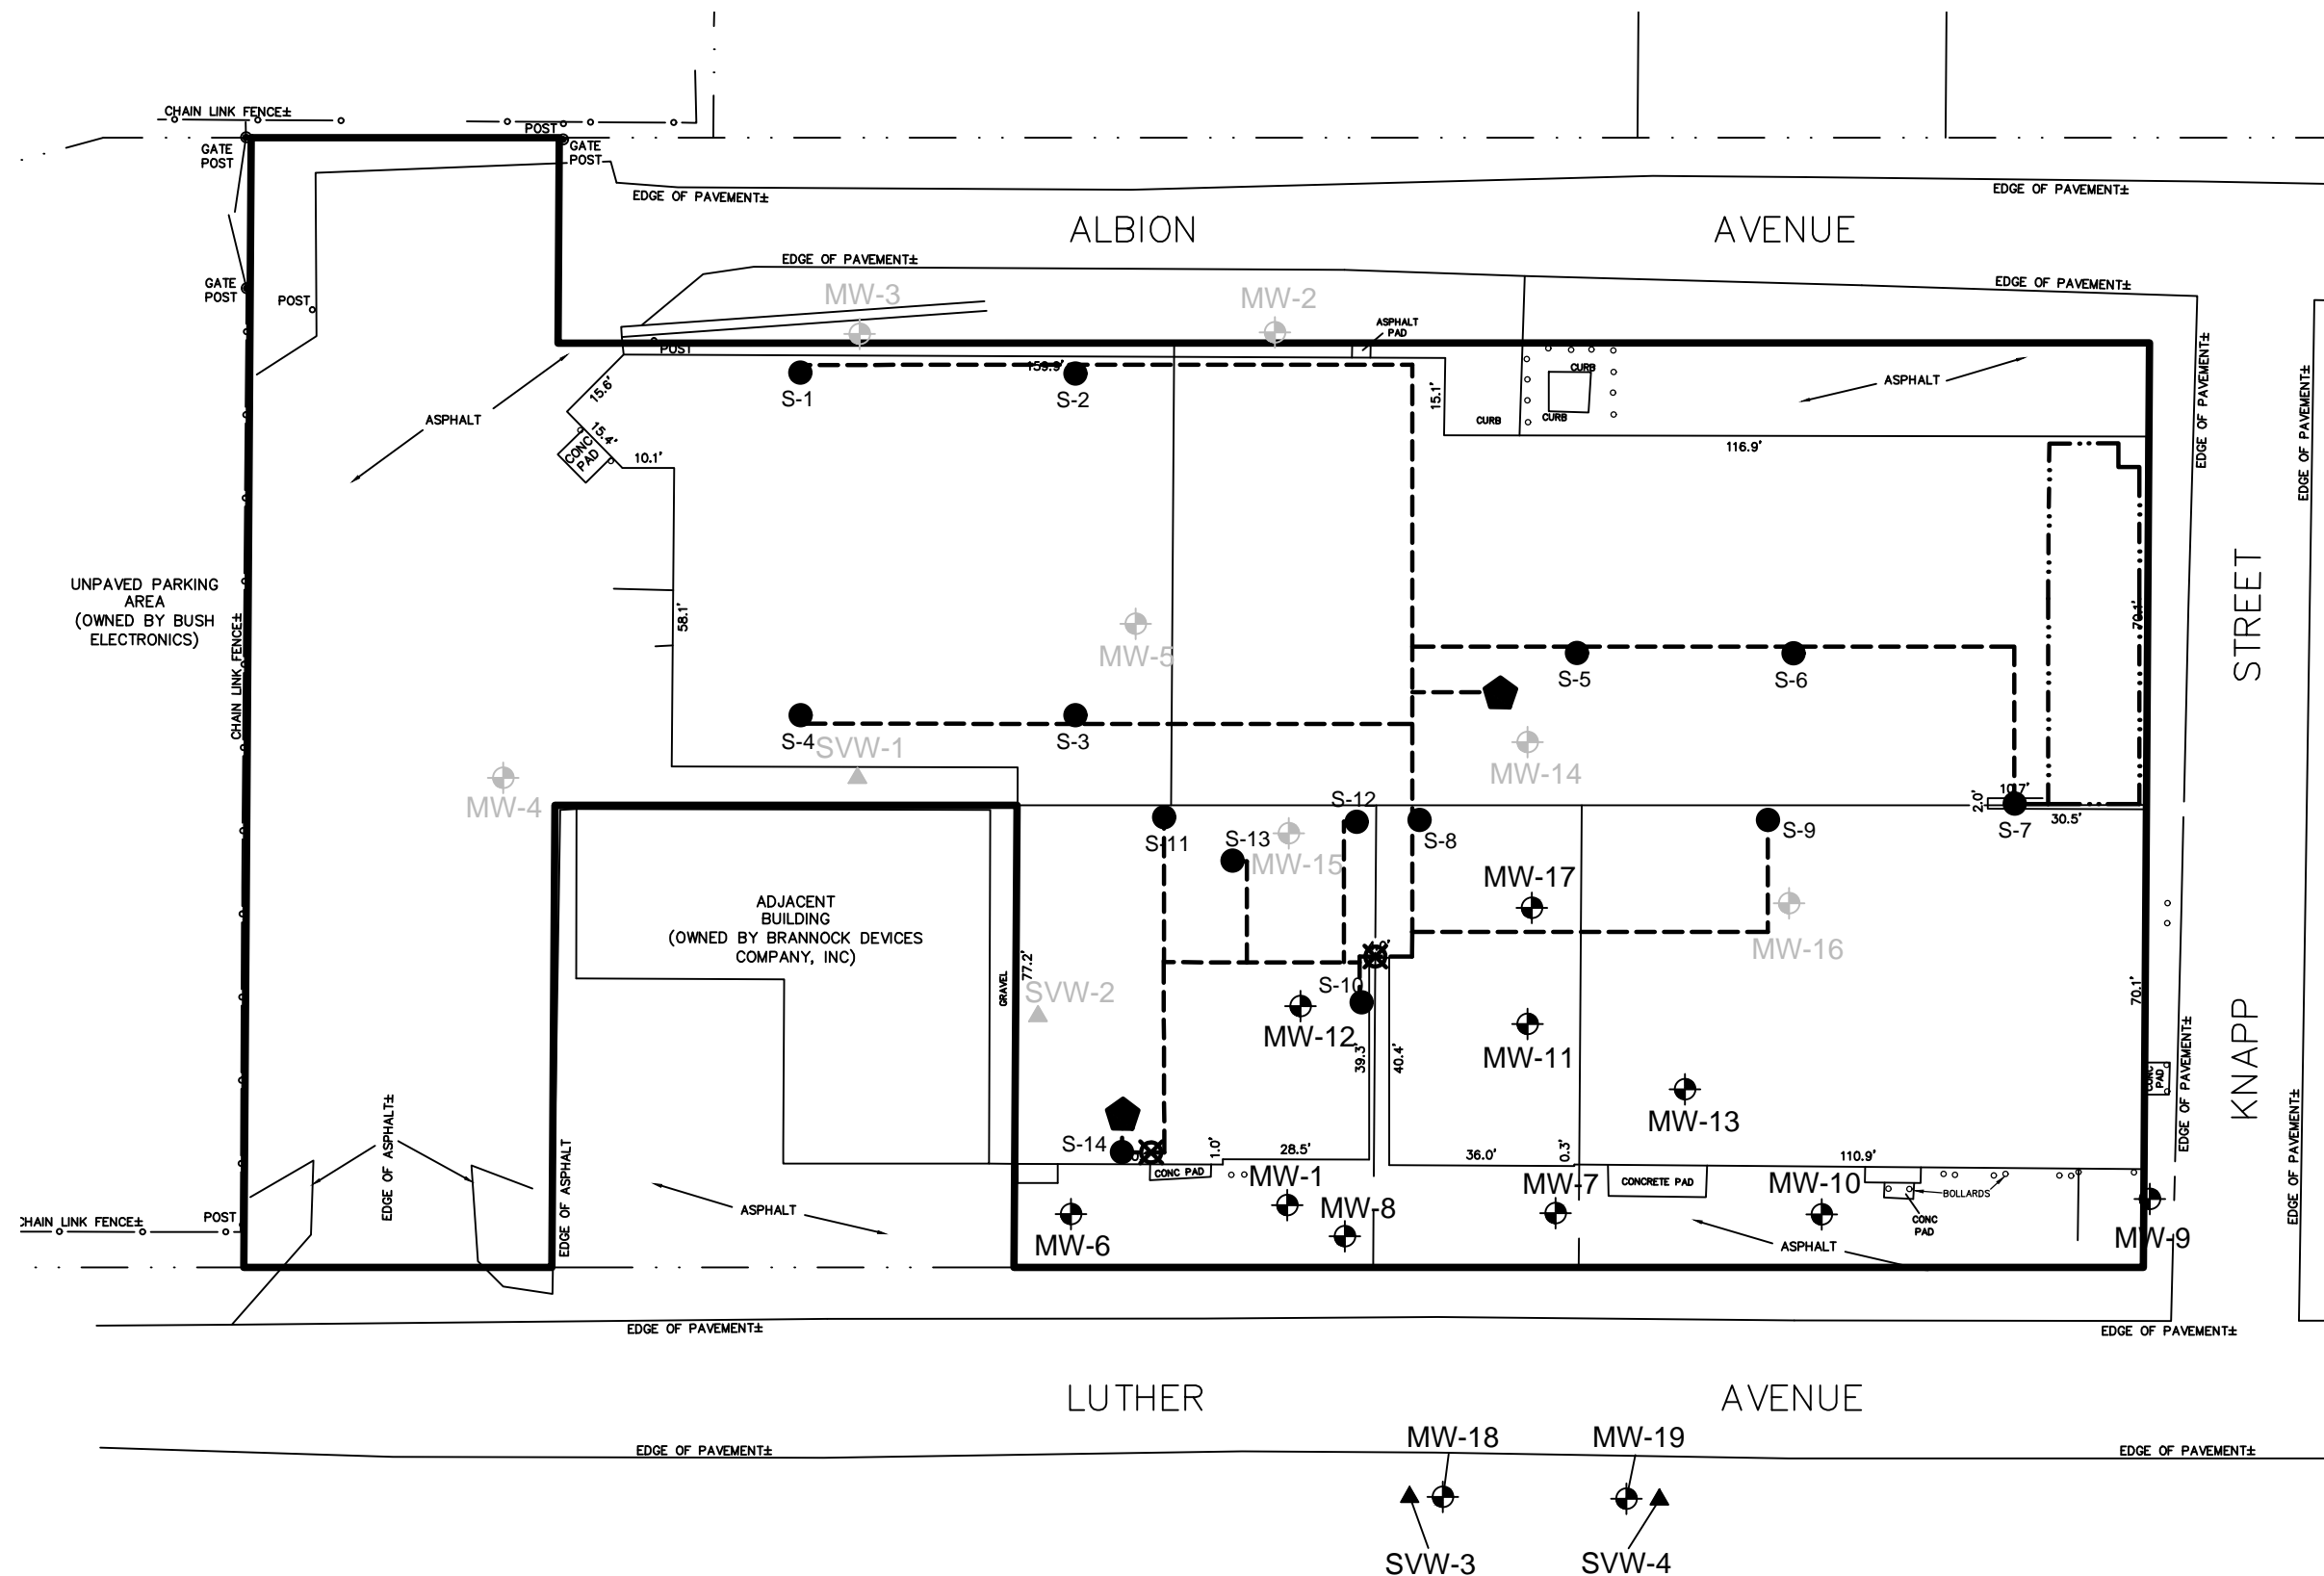 CHAIN LINK FENCE±
POST
GATE
POST
GATE
POST
EDGE OF PAVEMENT±
EDGE OF PAVEMENT±
ALBION
AVENUE
EDGE OF PAVEMENT±
EDGE OF PAVEMENT±
GATE
POST
POST
MW-3
MW-2
ASPHALT
PAD
POST
159.9'
15.6'
S-1
S-2
15.1'
CURB
CURB
CURB
ASPHALT
EDGE OF PAVEMENT±
EDGE OF PAVEMENT±
ASPHALT
15.4'
CONC
PAD
10.1'
116.9'
UNPAVED PARKING
AREA
(OWNED BY BUSH
ELECTRONICS)
CHAIN LINK FENCE±
58.1'
MW-5
S-5
S-6
70.1'
STREET
S-4
S-3
SVW-1
MW-4
MW-14
S-12
S-11
S-13
MW-15
S-8
S-9
10.7'
2.0'
S-7
30.5'
MW-17
MW-16
ADJACENT
BUILDING
(OWNED BY BRANNOCK DEVICES
COMPANY, INC)
GRAVEL
77.2'
SVW-2
S-10
MW-12
39.3'
40.4'
MW-11
MW-13
70.1'
KNAPP
CONC
PAD
EDGE OF PAVEMENT±
EDGE OF PAVEMENT±
EDGE OF ASPHALT±
EDGE OF ASPHALT
S-14
CONC PAD
1.0'
28.5'
36.0'
0.3'
CONCRETE PAD
110.9'
MW-1
MW-8
MW-7
MW-10
BOLLARDS
CONC
PAD
MW-9
MW-6
ASPHALT
ASPHALT
CHAIN LINK FENCE±
POST
EDGE OF PAVEMENT±
EDGE OF PAVEMENT±
LUTHER
AVENUE
EDGE OF PAVEMENT±
EDGE OF PAVEMENT±
MW-18
MW-19
SVW-3
SVW-4